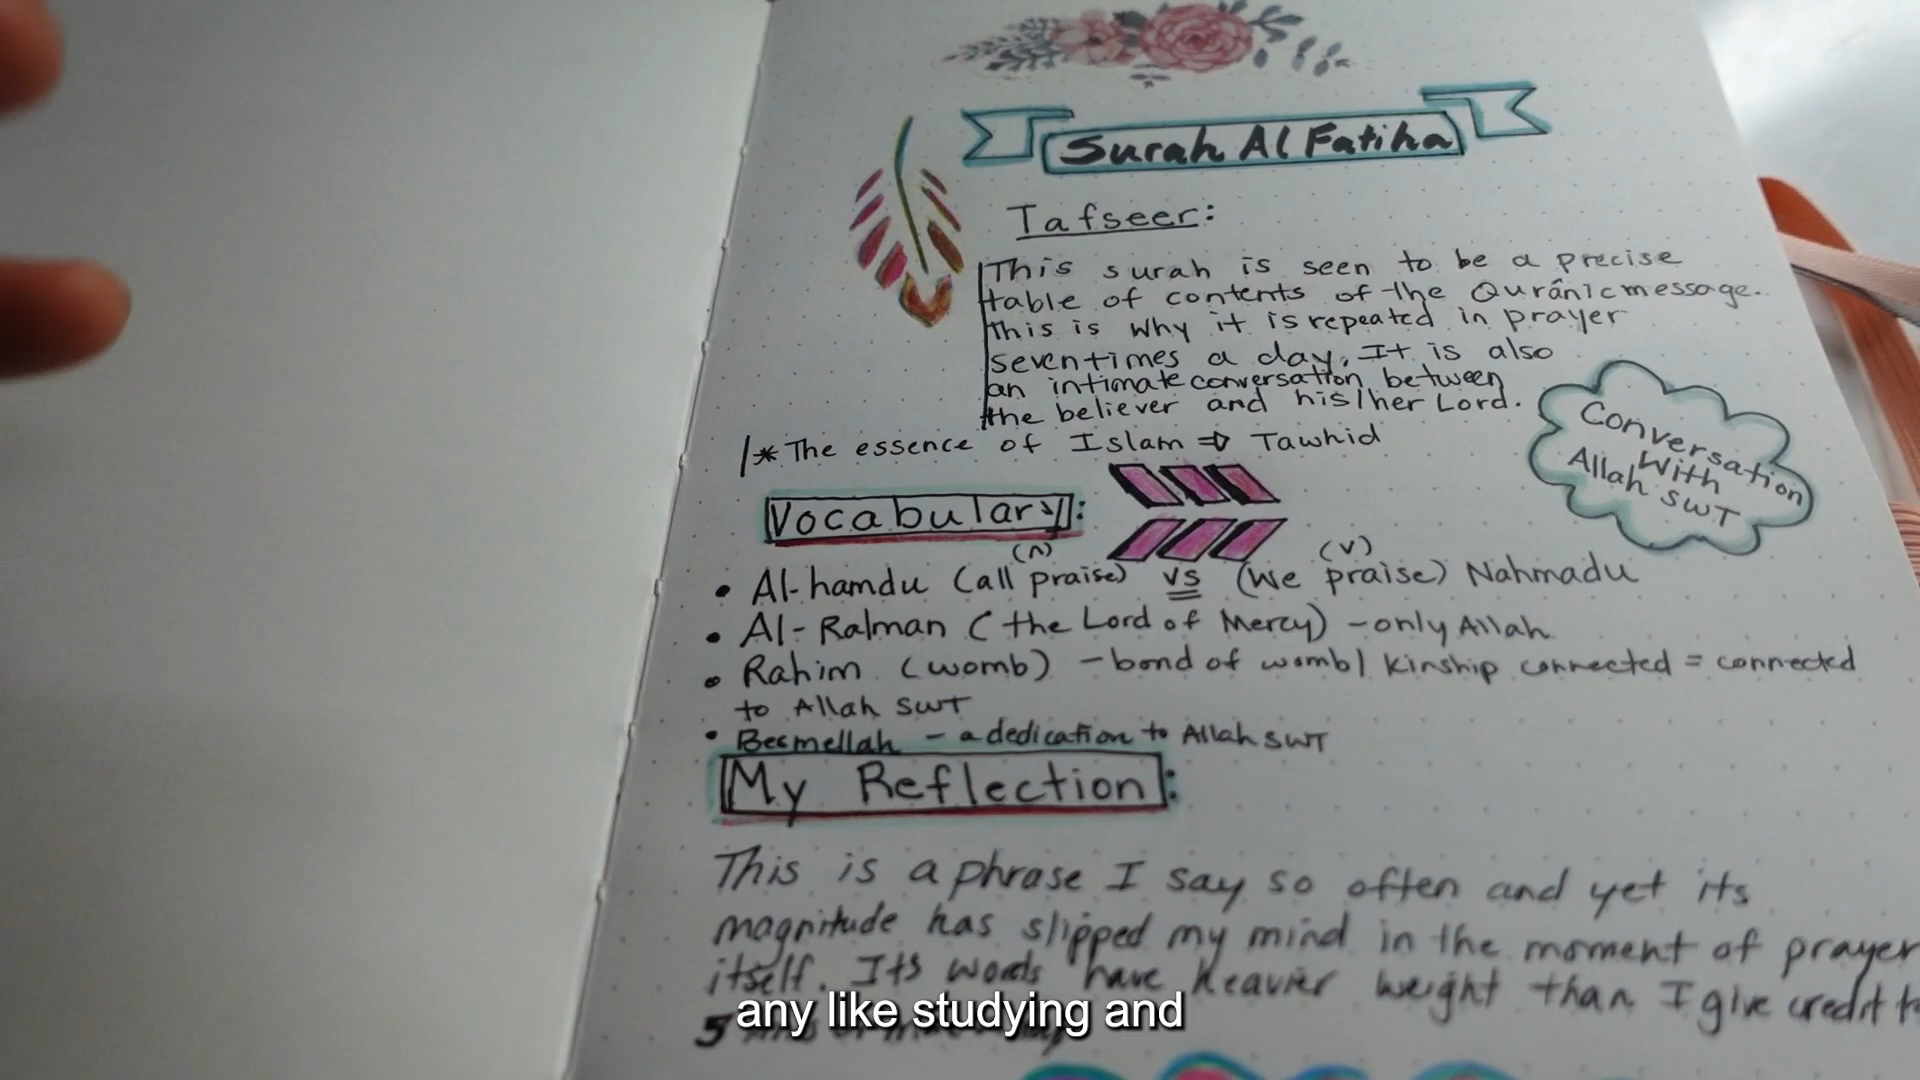 Surah Al Fatiha
Tafseer:
This surah is seen to be a precise
table of contents of the Quránic message.
this is why it is repeated in prayer
seven times a day. It is also
an intimate conversation between
the believer and his/her Lord.
* The essence of Islam ⇒ Tawhid
Conversation
With
Allah SWT
Vocabulary:
(n) (v)
• Al-hamdu (all praise) vs (We praise) Nahmadu
• Al-Ralman (the Lord of Mercy) - only Allah
• Rahim (womb) - bond of womb/ kinship connected = connected
to Allah SWT
• Besmellah - a dedication to Allah SWT
My Reflection:
This is a phrase I say so often and yet its
magnitude has slipped my mind in the moment of prayer
itself. Its words have heavier weight than I give credit
any like studying and